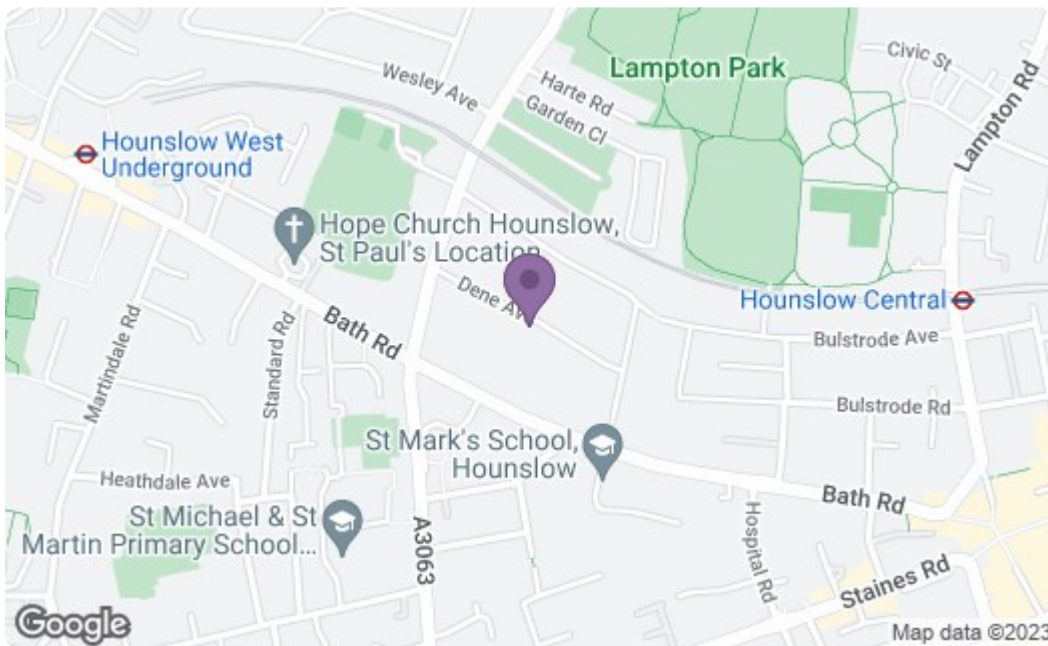 Lampton Park
Civic St
Wesley Ave
Harte Rd
Garden Cl
Lampton Rd
Hounslow West
Underground
Hope Church Hounslow,
St Paul's Location
Dene Av
Hounslow Central
Bulstrode Ave
Bath Rd
Martindale Rd
Standard Rd
Bulstrode Rd
St Mark's School,
Hounslow
Heathdale Ave
Bath Rd
St Michael & St
Martin Primary School...
A3063
Hospital Rd
Staines Rd
Google
Map data ©2023